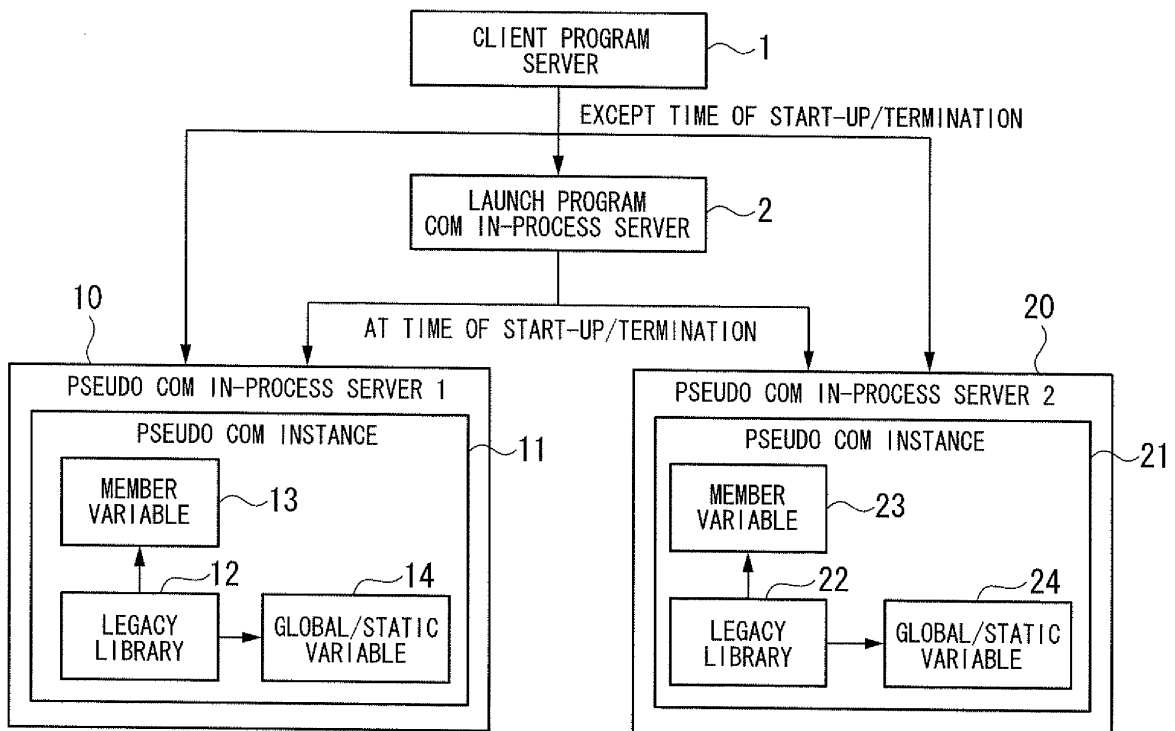 CLIENT PROGRAM
SERVER
1
EXCEPT TIME OF START-UP/TERMINATION
LAUNCH PROGRAM
COM IN-PROCESS SERVER
2
10
AT TIME OF START-UP/TERMINATION
20
PSEUDO COM IN-PROCESS SERVER 1
PSEUDO COM INSTANCE
11
MEMBER
VARIABLE
13
12
14
LEGACY
LIBRARY
GLOBAL/STATIC
VARIABLE
PSEUDO COM IN-PROCESS SERVER 2
PSEUDO COM INSTANCE
21
MEMBER
VARIABLE
23
22
24
LEGACY
LIBRARY
GLOBAL/STATIC
VARIABLE